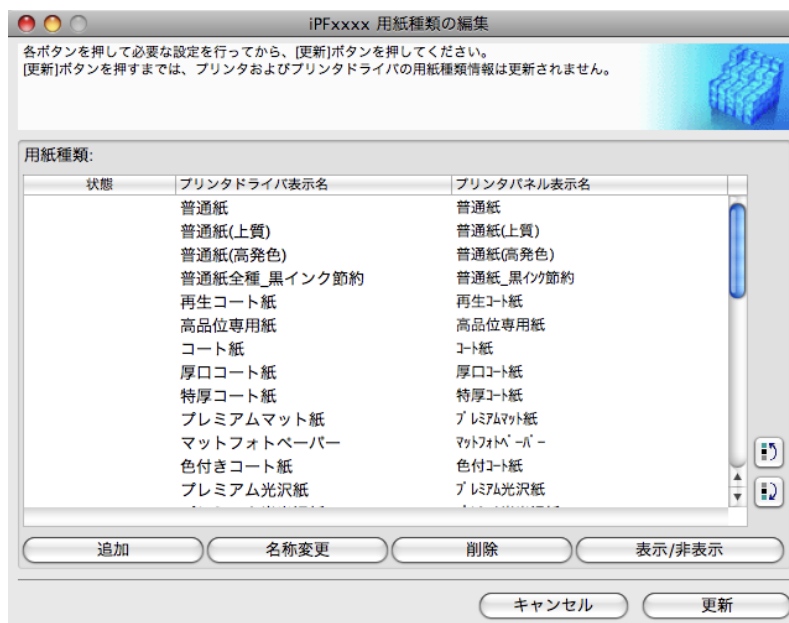 iPFxxxx 用紙種類の編集
各ボタンを押して必要な設定を行ってから、[更新]ボタンを押してください。
[更新]ボタンを押すまでは、プリンタおよびプリンタドライバの用紙種類情報は更新されません。
用紙種類:
状態 プリンタドライバ表示名 プリンタパネル表示名
普通紙 普通紙
普通紙(上質) 普通紙(上質)
普通紙(高発色) 普通紙(高発色)
普通紙全種_黒インク節約 普通紙_黒インク節約
再生コート紙 再生コート紙
高品位専用紙 高品位専用紙
コート紙 コート紙
厚口コート紙 厚口コート紙
特厚コート紙 特厚コート紙
プレミアムマット紙 プレミアムマット紙
マットフォトペーパー マットフォトペーパー
色付きコート紙 色付コート紙
プレミアム光沢紙 プレミアム光沢紙
追加 名称変更 削除 表示/非表示
キャンセル 更新